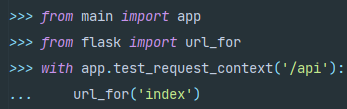 >>> from main import app
>>> from flask import url_for
>>> with app.test_request_context('/api'):
...     url_for('index')